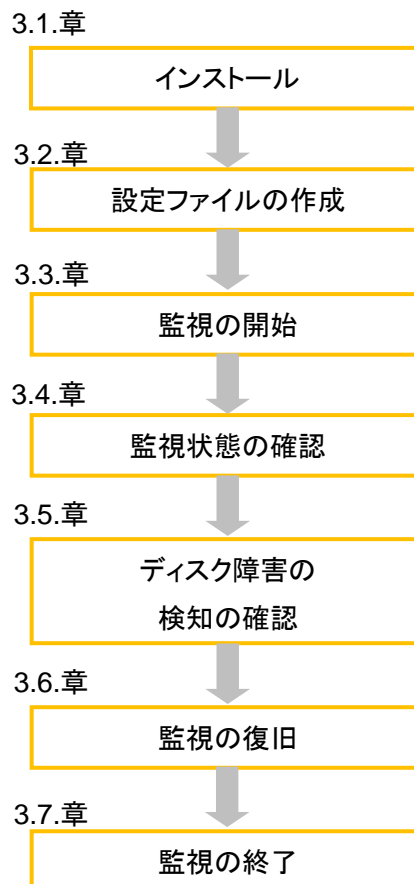 3.1.章
インストール
3.2.章
設定ファイルの作成
3.3.章
監視の開始
3.4.章
監視状態の確認
3.5.章
ディスク障害の
検知の確認
3.6.章
監視の復旧
3.7.章
監視の終了